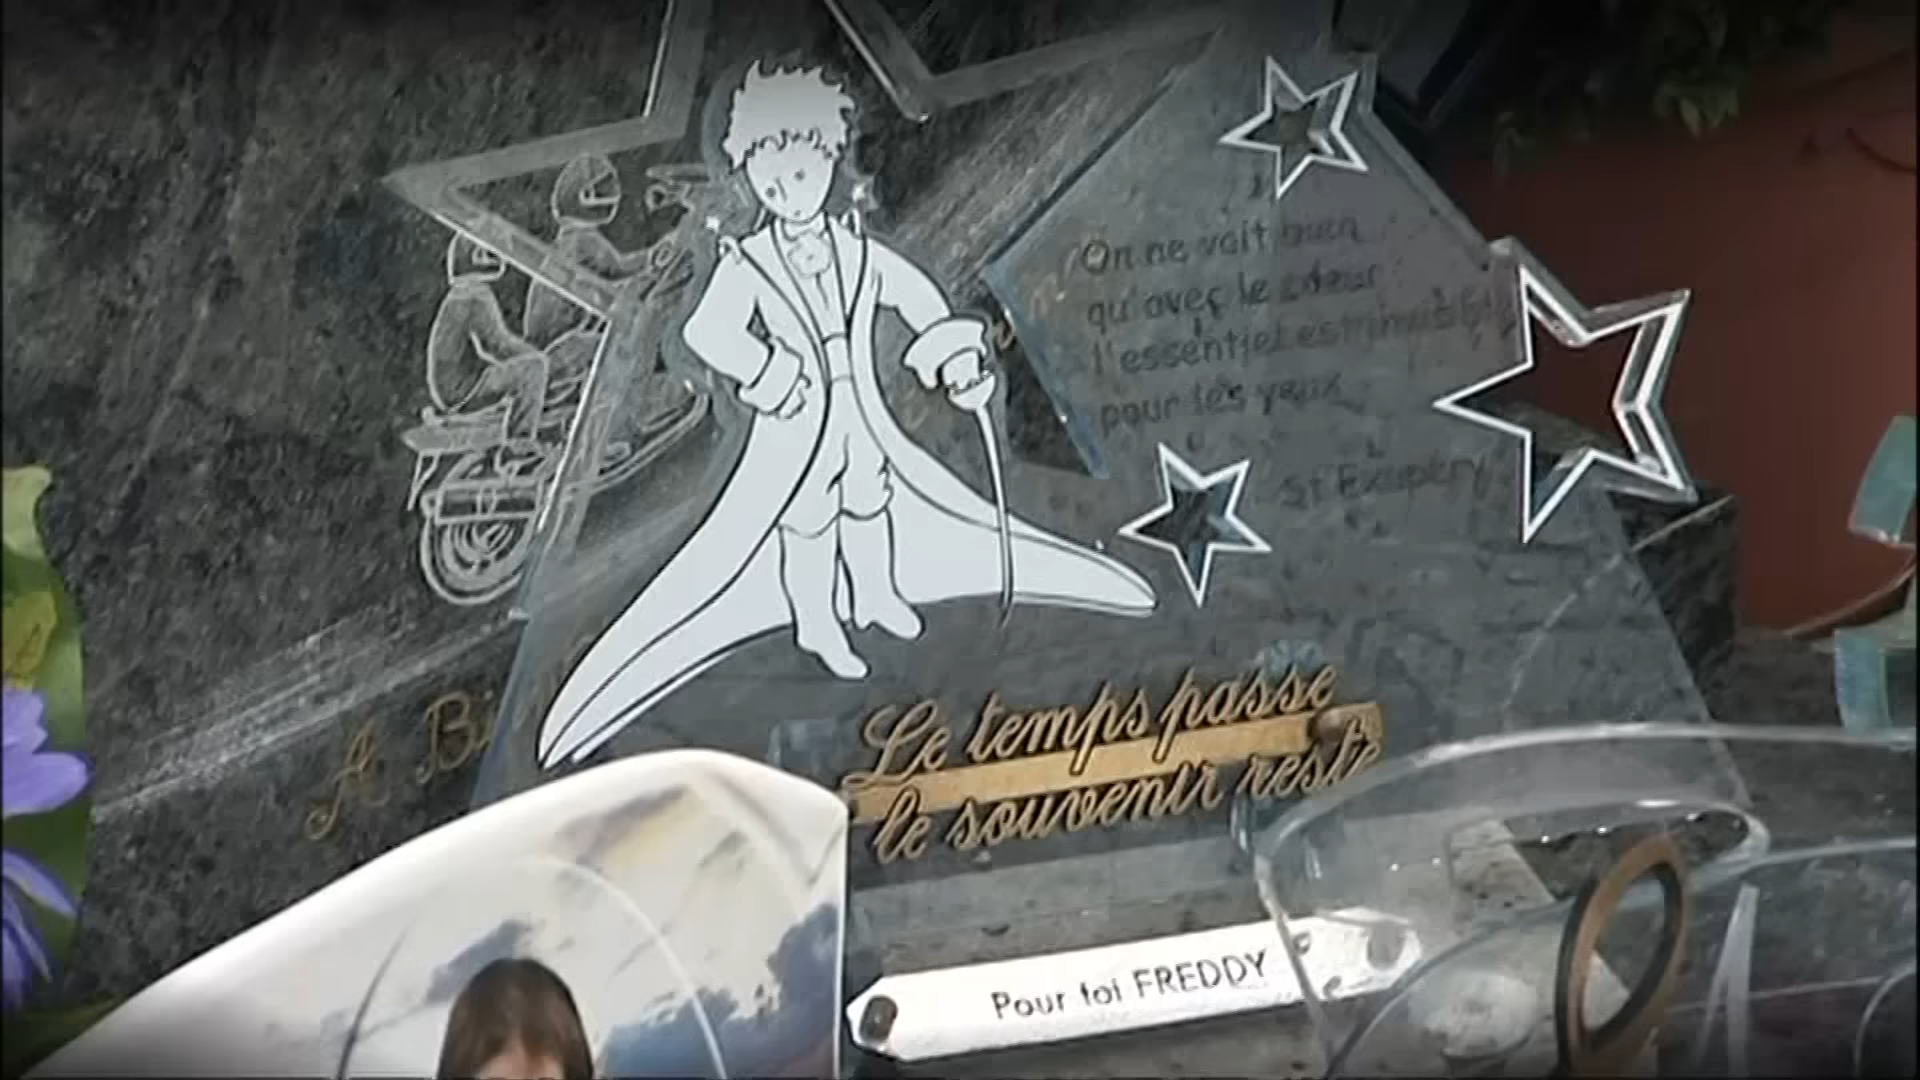 On ne voit bien
qu'avec le cœur
l'essentiel est invisible
pour les yeux
St Exupéry
Le temps passe
le souvenir reste
Pour toi FREDDY
A